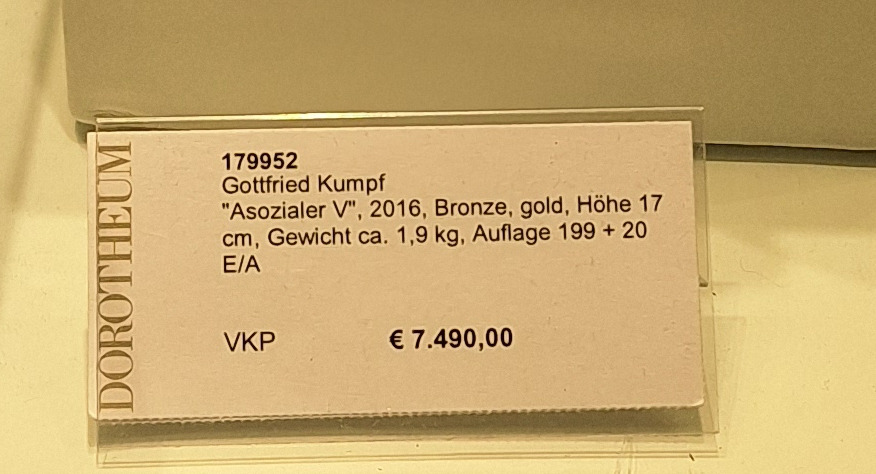 DOROTHEUM
179952
Gottfried Kumpf
"Asozialer V", 2016, Bronze, gold, Höhe 17
cm, Gewicht ca. 1,9 kg, Auflage 199 + 20
E/A
VKP € 7.490,00